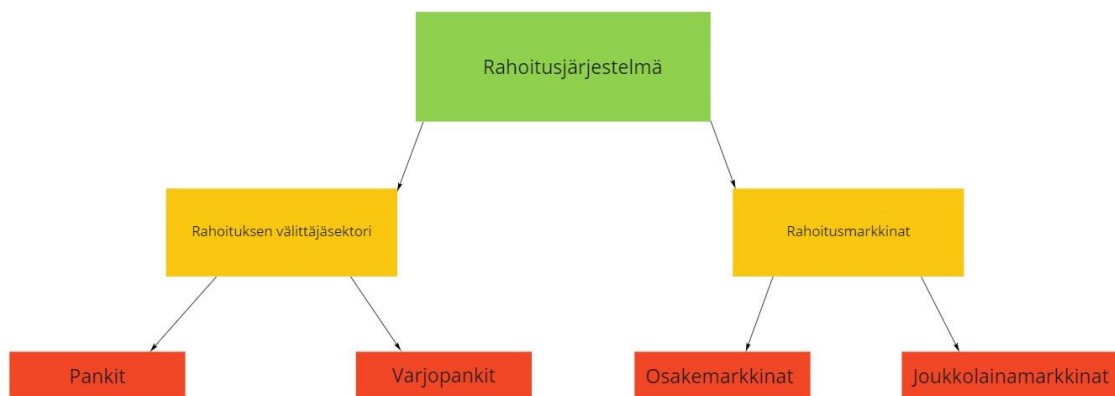 Rahoitusjärjestelmä
Rahoituksen välittäjäsektori
Rahoitusmarkkinat
Pankit
Varjopankit
Osakemarkkinat
Joukkolainamarkkinat